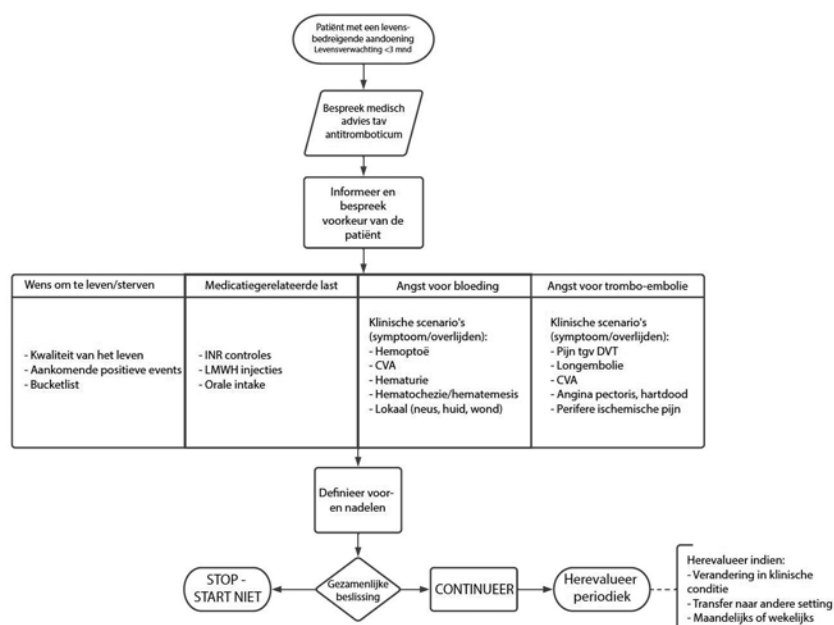 Patiënt met een levens-
bedreigende aandoening
Levensverwachting <3 mnd
Bespreek medisch
advies tav
antitromboticum
Informeer en
bespreek
voorkeur van de
patiënt
Wens om te leven/sterven
- Kwaliteit van het leven
- Aankomende positieve events
- Bucketlist
Medicatiegerelateerde last
- INR controles
- LMWH injecties
- Orale intake
Angst voor bloeding
Klinische scenario's
(symptoom/overlijden):
- Hemoptoë
- CVA
- Hematurie
- Hematochezie/hematemesis
- Lokaal (neus, huid, wond)
Angst voor trombo-embolie
Klinische scenario's
(symptoom/overlijden):
- Pijn tgv DVT
- Longembolie
- CVA
- Angina pectoris, hartdood
- Perifere ischemische pijn
Definieer voor-
en nadelen
Gezamenlijke
beslissing
STOP -
START NIET
CONTINUEER
Herevalueer
periodiek
Herevalueer indien:
- Verandering in klinische
conditie
- Transfer naar andere setting
- Maandelijks of wekelijks